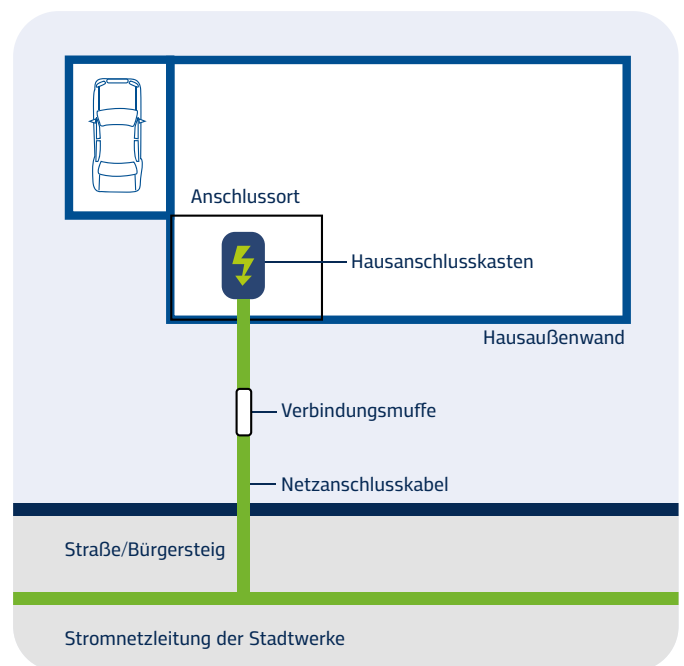 Anschlussort
Hausanschlusskasten
Hausaußenwand
Verbindungsmuffe
Netzanschlusskabel
Straße/Bürgersteig
Stromnetzleitung der Stadtwerke